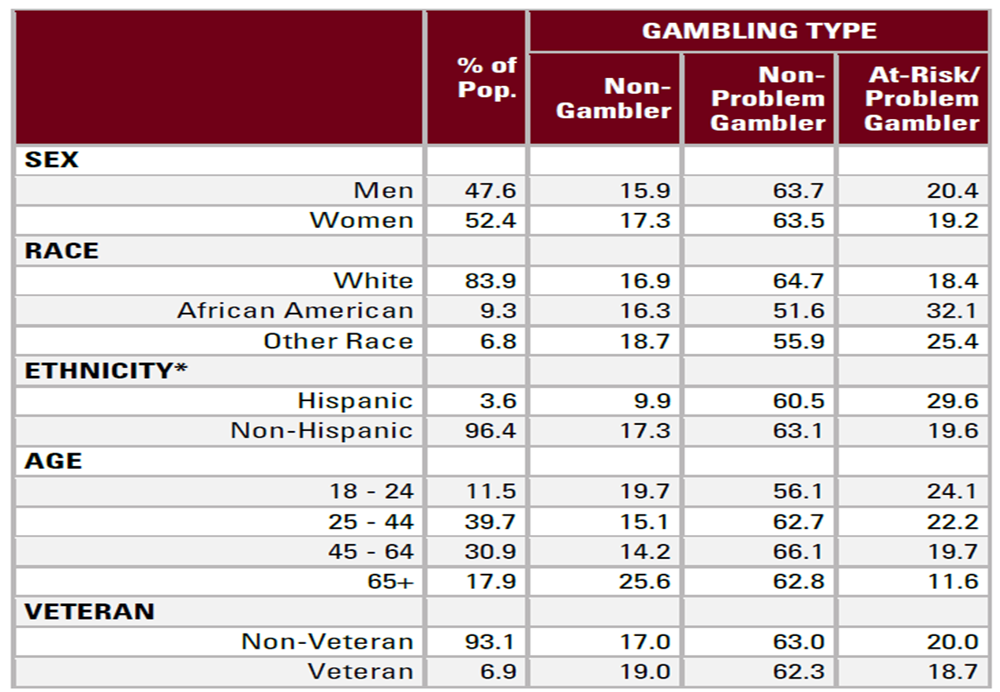 GAMBLING TYPE
% of Pop. Non-Gambler Non-Problem Gambler At-Risk/Problem Gambler
SEX
Men 47.6 15.9 63.7 20.4
Women 52.4 17.3 63.5 19.2
RACE
White 83.9 16.9 64.7 18.4
African American 9.3 16.3 51.6 32.1
Other Race 6.8 18.7 55.9 25.4
ETHNICITY*
Hispanic 3.6 9.9 60.5 29.6
Non-Hispanic 96.4 17.3 63.1 19.6
AGE
18 - 24 11.5 19.7 56.1 24.1
25 - 44 39.7 15.1 62.7 22.2
45 - 64 30.9 14.2 66.1 19.7
65+ 17.9 25.6 62.8 11.6
VETERAN
Non-Veteran 93.1 17.0 63.0 20.0
Veteran 6.9 19.0 62.3 18.7